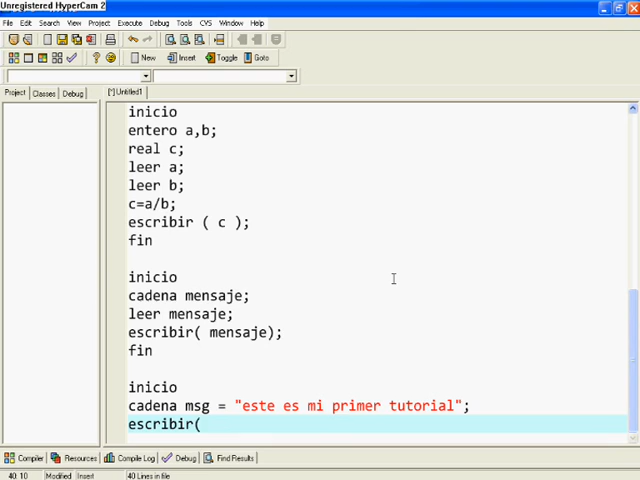 Unregistered HyperCam 2
File Edit Search View Project Execute Debug Tools CVS Window Help
New Insert Toggle Goto
Project Classes Debug [*] Untitled1
inicio
entero a,b;
real c;
leer a;
leer b;
c=a/b;
escribir ( c );
fin
inicio
cadena mensaje;
leer mensaje;
escribir( mensaje);
fin
inicio
cadena msg = "este es mi primer tutorial";
escribir(
Compiler Resources Compile Log Debug Find Results
40: 10 Modified Insert 40 Lines in file